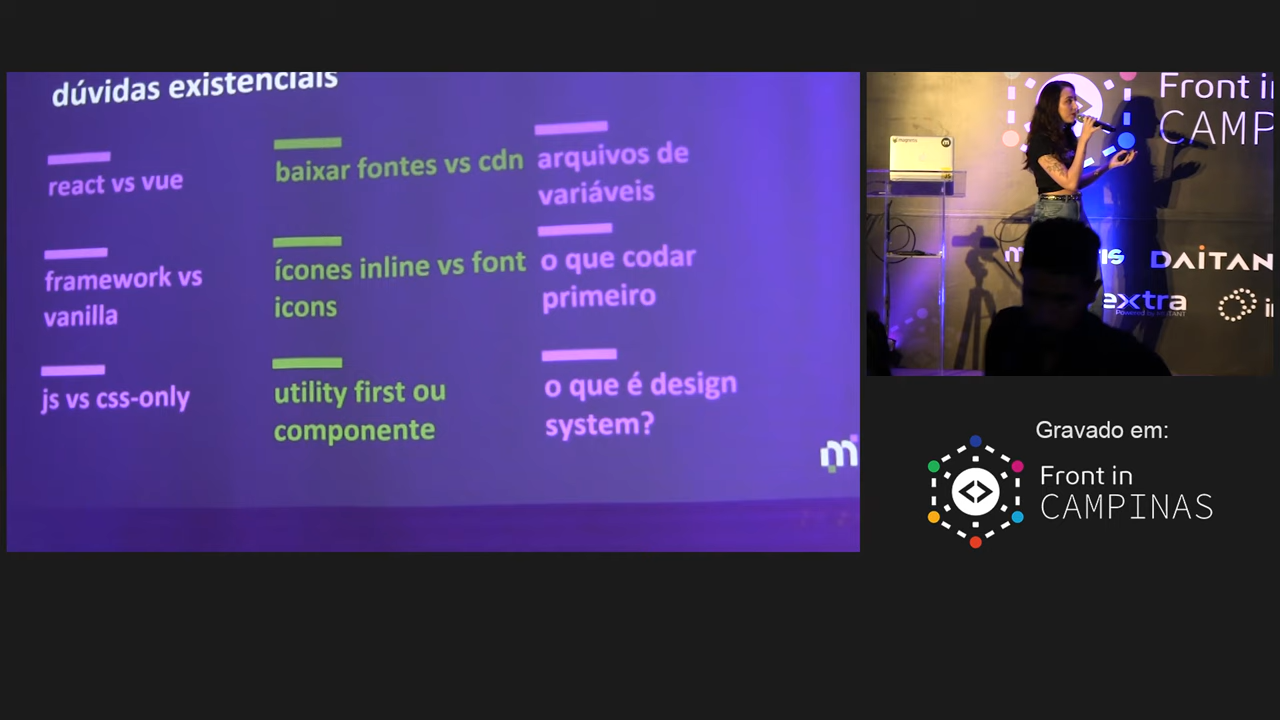 dúvidas existenciais
react vs vue
framework vs
vanilla
js vs css-only
baixar fontes vs cdn
ícones inline vs font
icons
utility first ou
componente
arquivos de
variáveis
o que codar
primeiro
o que é design
system?
Front in
CAMP
DAITAN
extra
Gravado em:
Front in
CAMPINAS